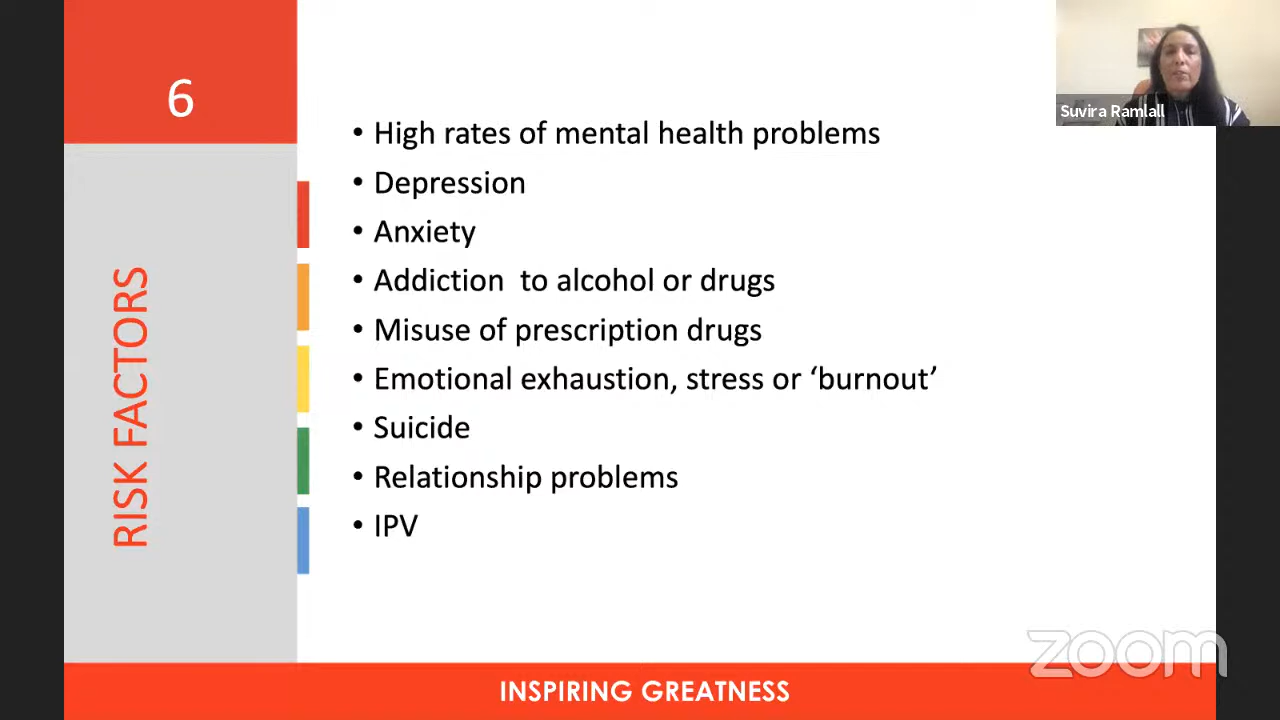 6
RISK FACTORS
• High rates of mental health problems
• Depression
• Anxiety
• Addiction  to alcohol or drugs
• Misuse of prescription drugs
• Emotional exhaustion, stress or ‘burnout’
• Suicide
• Relationship problems
• IPV
Suvira Ramlall
zoom
INSPIRING GREATNESS